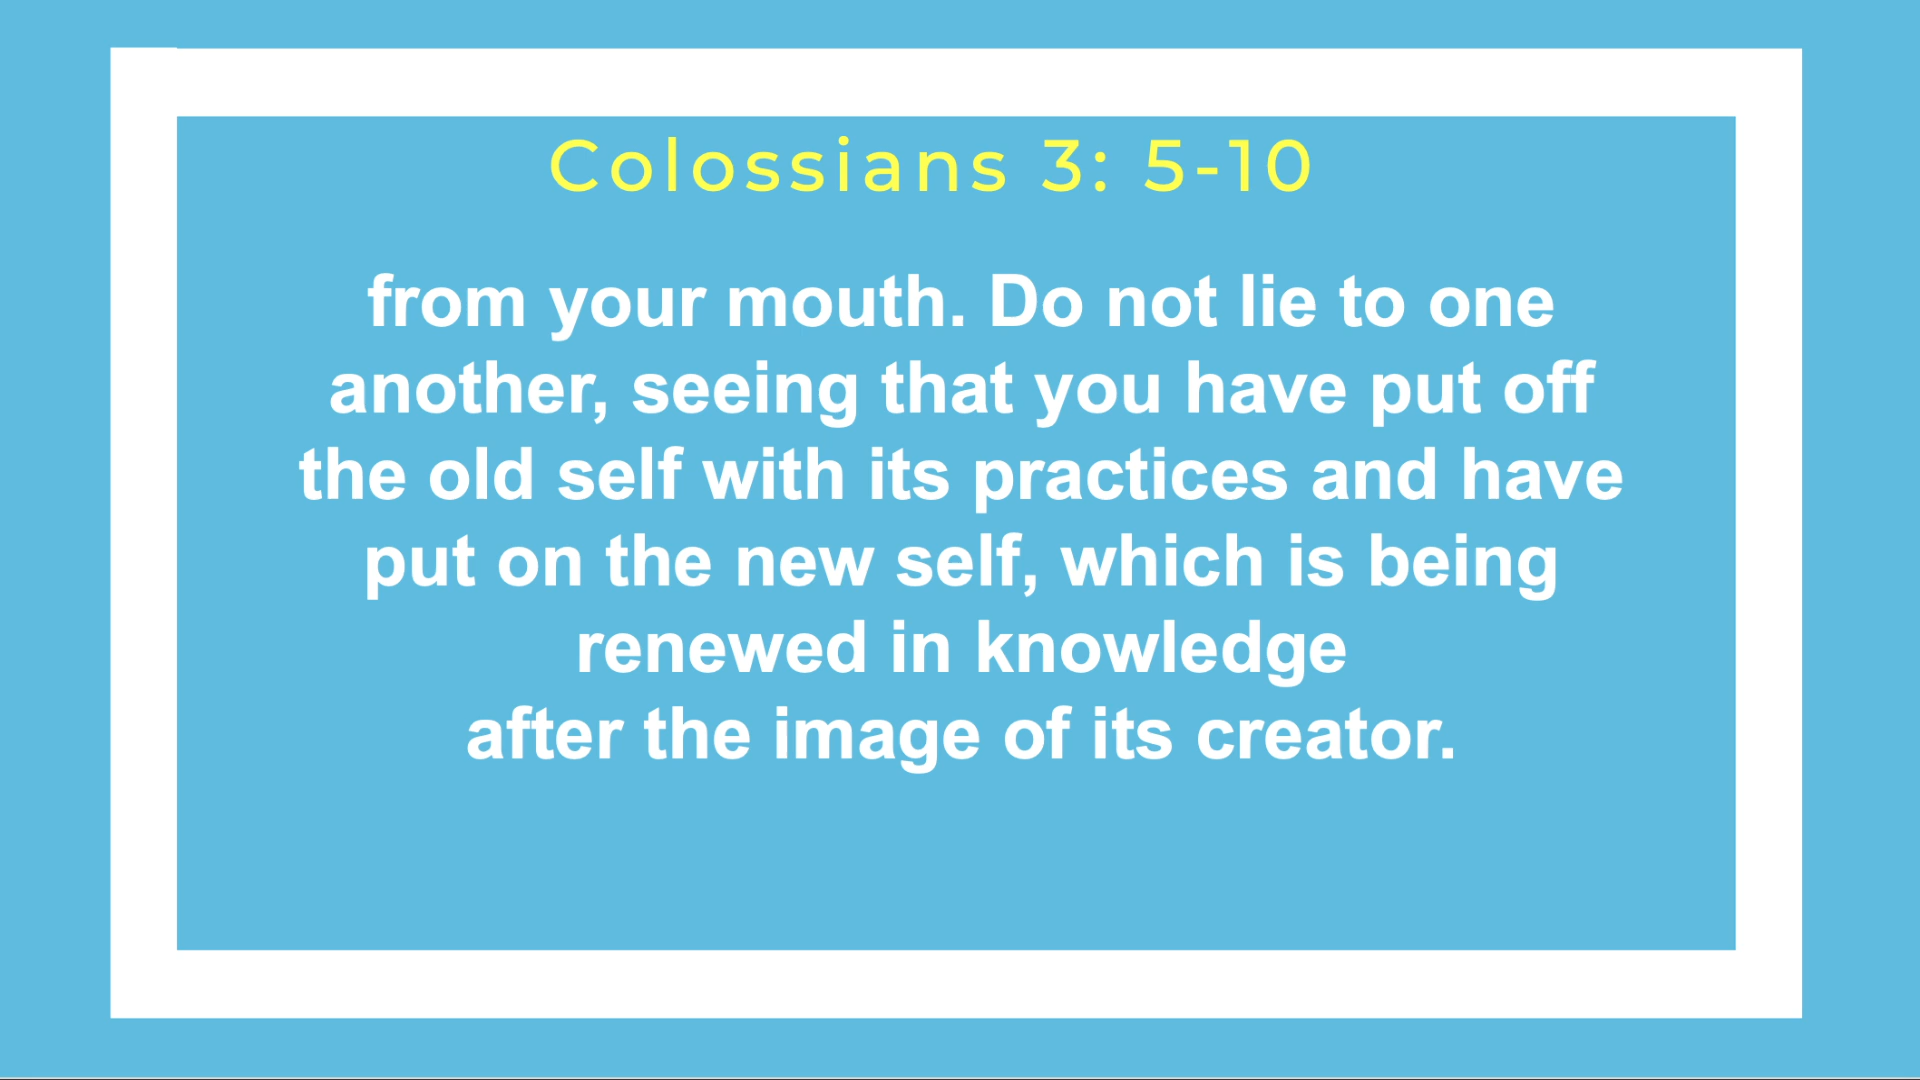 Colossians 3: 5-10
from your mouth. Do not lie to one
another, seeing that you have put off
the old self with its practices and have
put on the new self, which is being
renewed in knowledge
after the image of its creator.